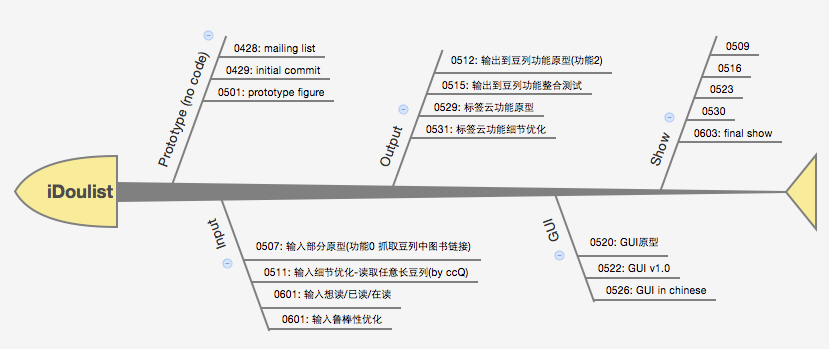 iDoulist
Prototype (no code)
0428: mailing list
0429: initial commit
0501: prototype figure
Output
0512: 输出到豆列功能原型(功能2)
0515: 输出到豆列功能整合测试
0529: 标签云功能原型
0531: 标签云功能细节优化
Show
0509
0516
0523
0530
0603: final show
Input
0507: 输入部分原型(功能0 抓取豆列中图书链接)
0511: 输入细节优化-读取任意长豆列(by ccQ)
0601: 输入想读/已读/在读
0601: 输入鲁棒性优化
GUI
0520: GUI原型
0522: GUI v1.0
0526: GUI in chinese